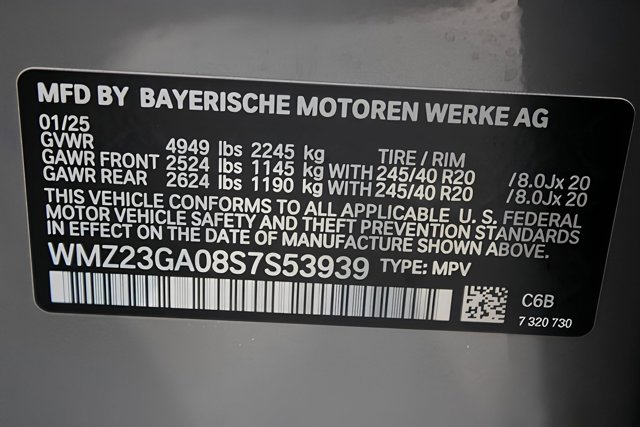 MFD BY BAYERISCHE MOTOREN WERKE AG
01/25
GVWR 4949 lbs 2245 kg TIRE / RIM
GAWR FRONT 2524 lbs 1145 kg WITH 245/40 R20 /8.0Jx 20
GAWR REAR 2624 lbs 1190 kg WITH 245/40 R20 /8.0Jx 20
THIS VEHICLE CONFORMS TO ALL APPLICABLE U. S. FEDERAL
MOTOR VEHICLE SAFETY AND THEFT PREVENTION STANDARDS
IN EFFECT ON THE DATE OF MANUFACTURE SHOWN ABOVE.
WMZ23GA08S7S53939 TYPE: MPV
C6B
7 320 730